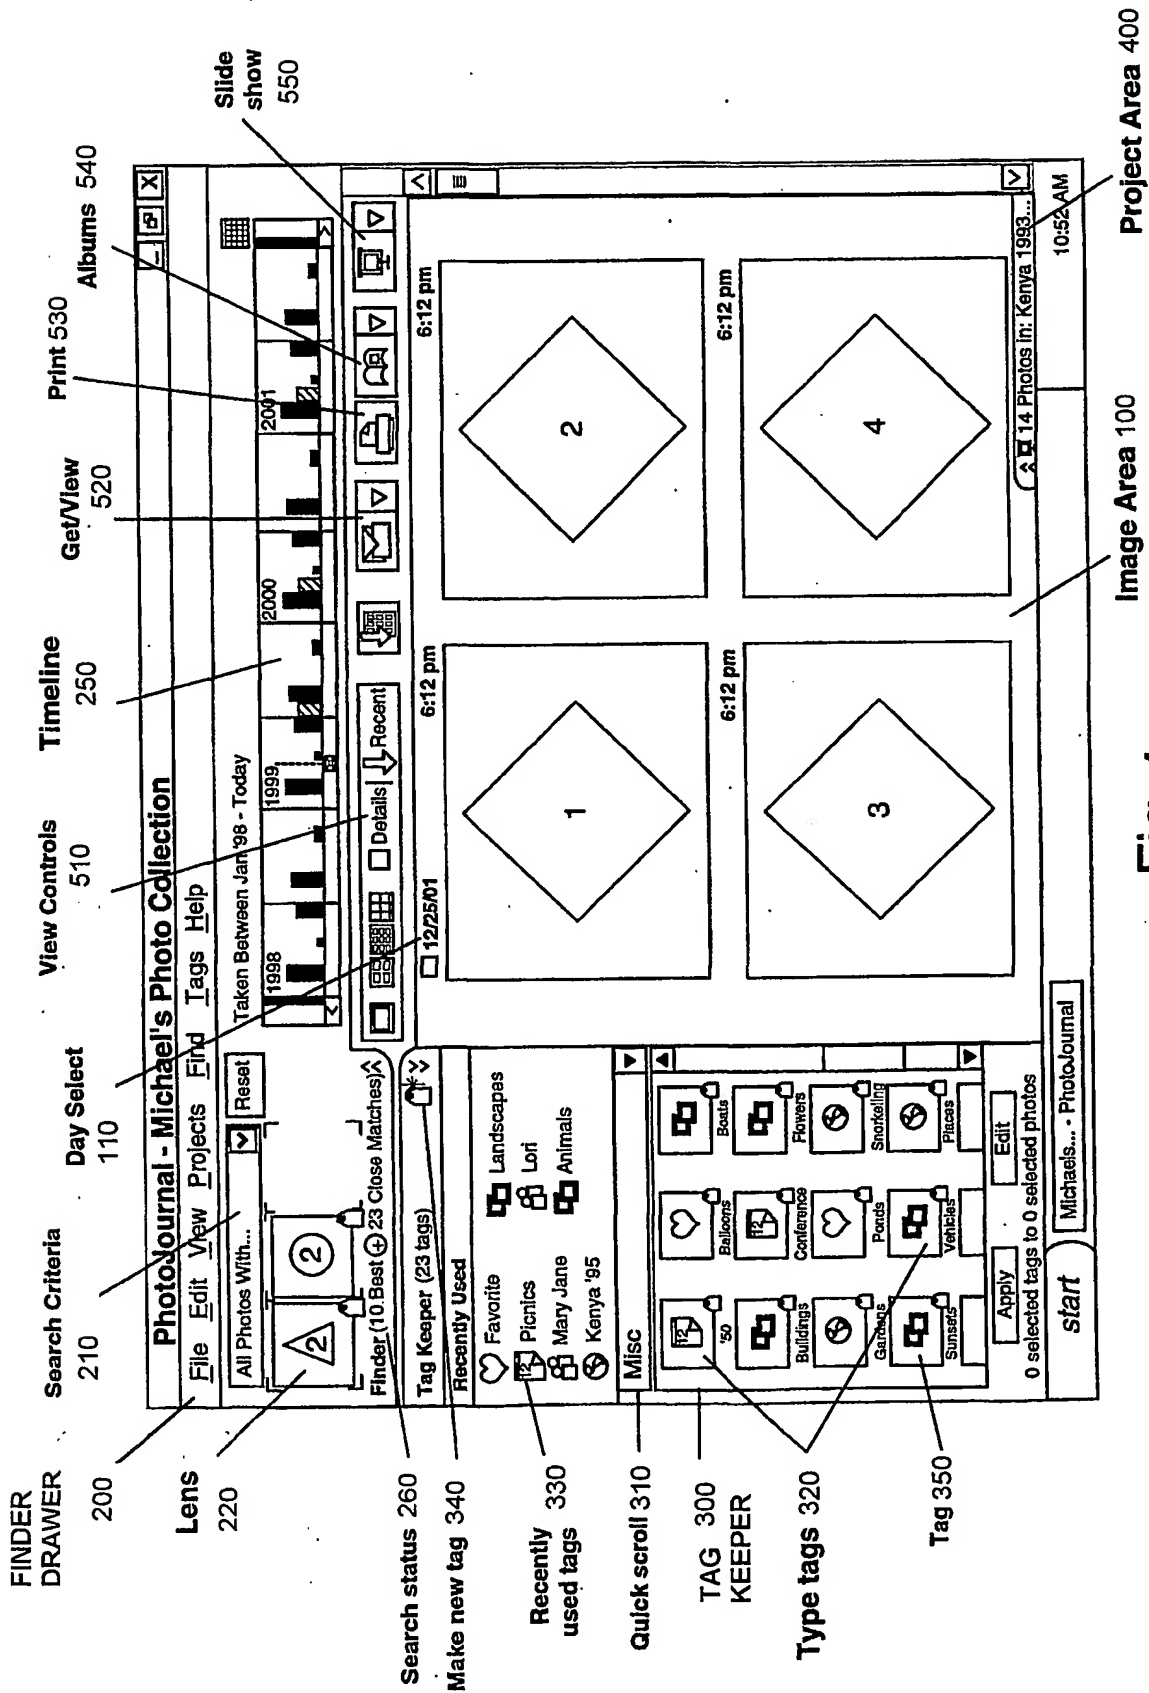 FINDER
DRAWER
200
Search Criteria
210
Day Select
110
View Controls
510
Timeline
250
Get/View
520
Print 530
Albums 540
Slide
show
550
Lens
220
PhotoJournal - Michael's Photo Collection
X
File Edit View Projects Find Tags Help
All Photos With...
Reset
Taken Between Jan '98 - Today
1998
1999
2000
2001
2
2
Finder (10 Best + 23 Close Matches)
Details
Recent
Tag Keeper (23 tags)
Recently Used
Favorite
Landscapes
12 Picnics
Lori
Mary Jane
Animals
Kenya '95
Misc
12
'50
Balloons
Boats
Buildings
12
Conference
Flowers
Gardens
Ponds
Snorkeling
Sunsets
Vehicles
Places
Apply
Edit
0 selected tags to 0 selected photos
12/25/01
6:12 pm
6:12 pm
1
2
6:12 pm
6:12 pm
3
4
14 Photos in: Kenya 1993...
start
Michaels... - PhotoJournal
10:52 AM
Search status 260
Make new tag 340
Recently
used tags
330
Quick scroll 310
TAG 300
KEEPER
Type tags 320
Tag 350
Image Area 100
Project Area 400